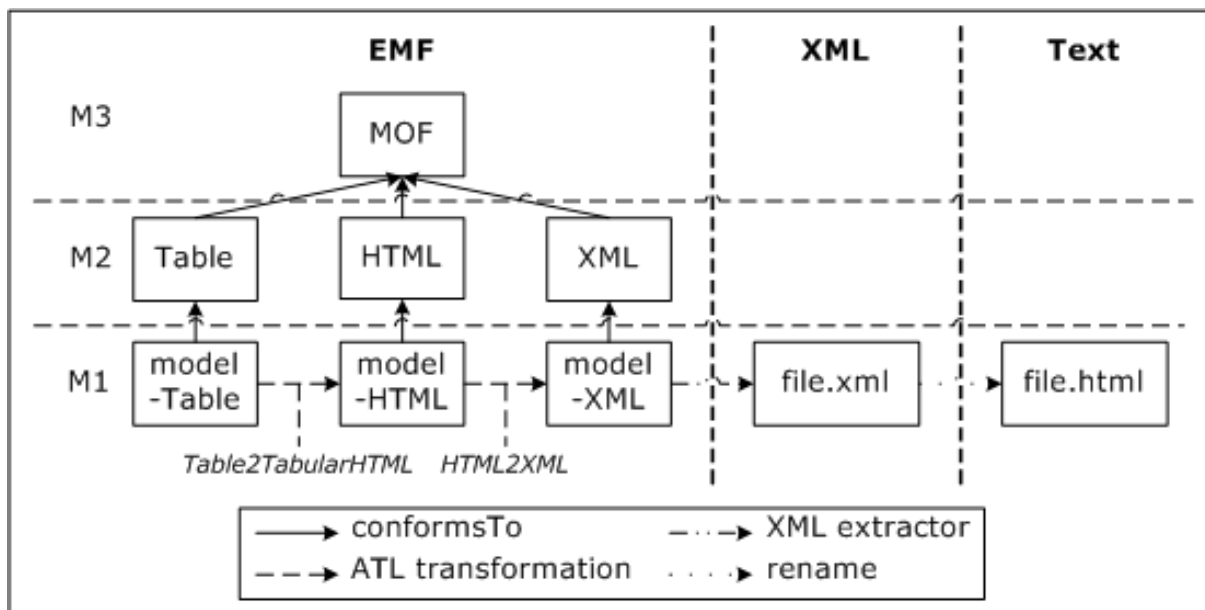 EMF XML Text
M3
MOF
M2 Table HTML XML
M1
model
-Table
model
-HTML
model
-XML
file.xml
file.html
Table2TabularHTML HTML2XML
conformsTo XML extractor
ATL transformation rename